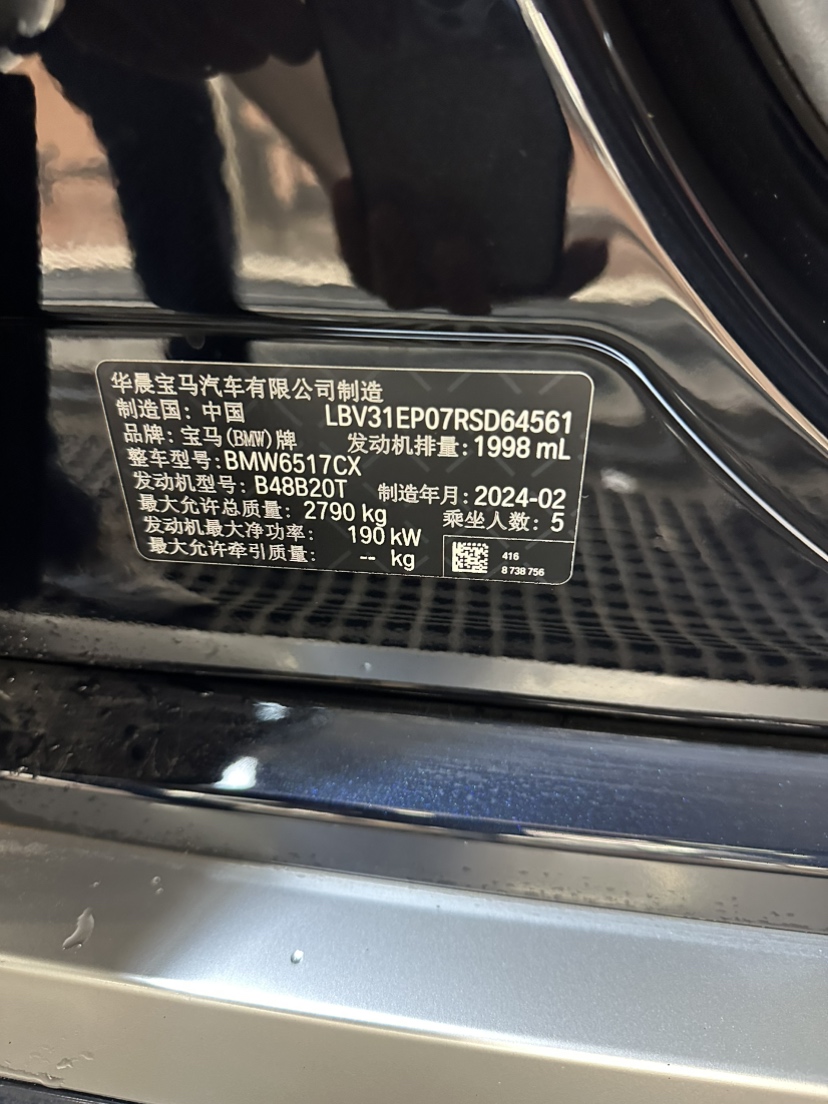 华晨宝马汽车有限公司制造
制造国：中国 LBV31EP07RSD64561
品牌：宝马(BMW)牌 发动机排量：1998 mL
整车型号：BMW6517CX
发动机型号：B48B20T 制造年月：2024-02
最大允许总质量：2790 kg 乘坐人数：5
发动机最大净功率：190 kW
最大允许牵引质量：-- kg
416
8 738 756